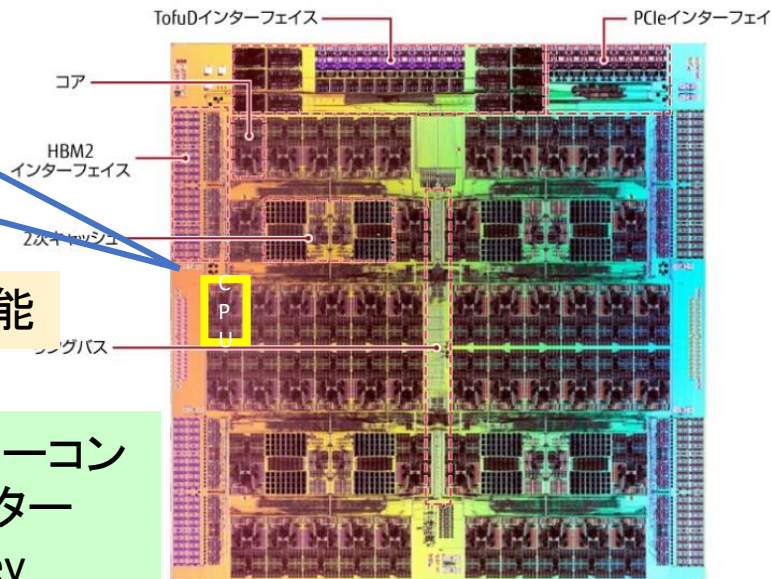 TofuDインターフェイス
PCIeインターフェイ
コア
HBM2
インターフェイス
2次キャッシュ
能
C
P
U
リングバス
ーコン
ター
ey